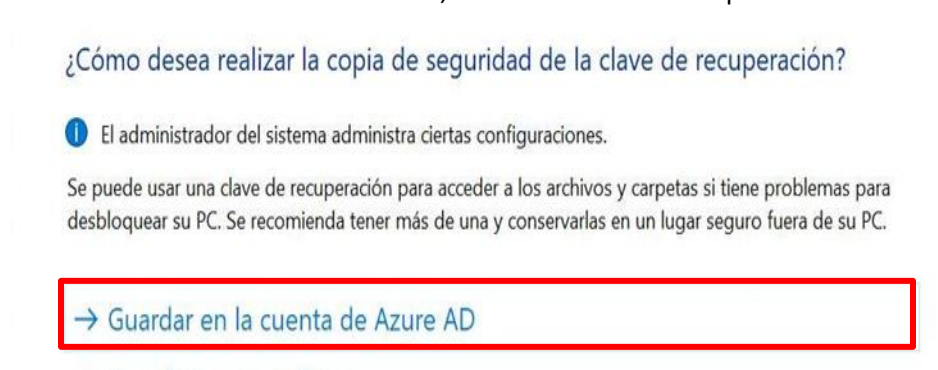 ¿Cómo desea realizar la copia de seguridad de la clave de recuperación?
El administrador del sistema administra ciertas configuraciones.
Se puede usar una clave de recuperación para acceder a los archivos y carpetas si tiene problemas para
desbloquear su PC. Se recomienda tener más de una y conservarlas en un lugar seguro fuera de su PC.
→ Guardar en la cuenta de Azure AD